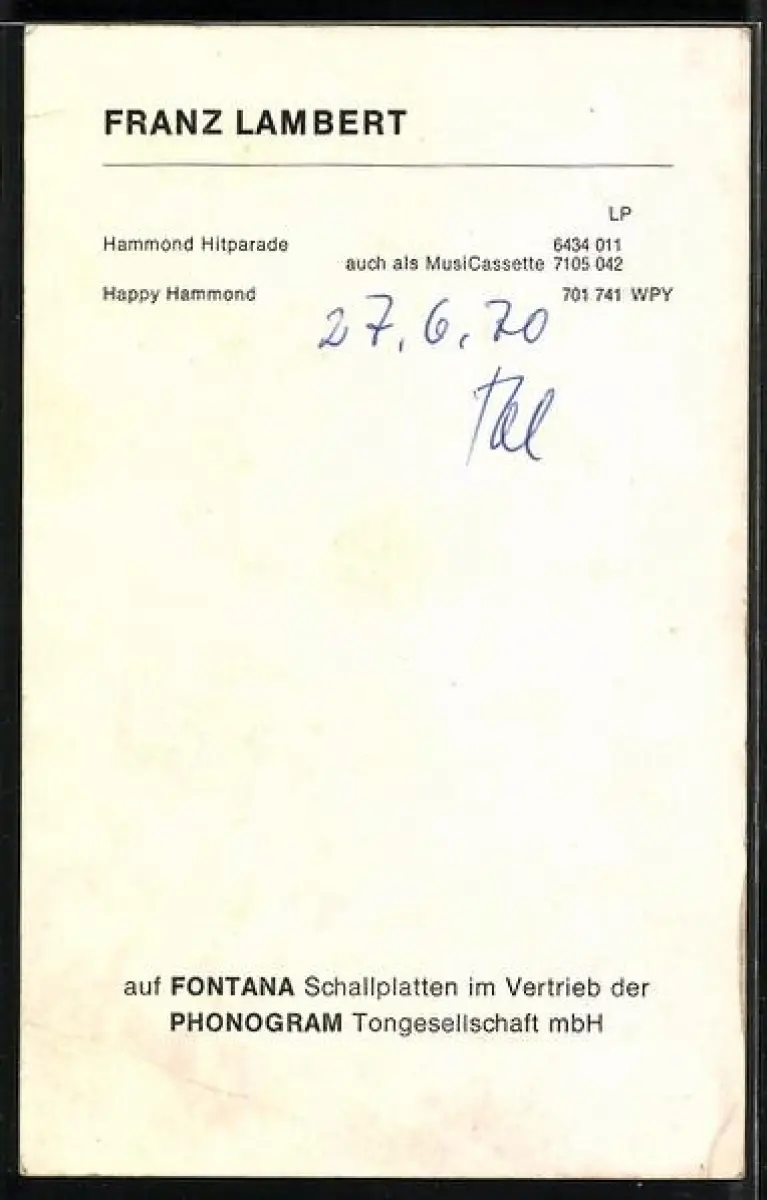 FRANZ LAMBERT
LP
Hammond Hitparade 6434 011
auch als MusiCassette 7105 042
Happy Hammond 701 741 WPY
27.6.70
auf FONTANA Schallplatten im Vertrieb der
PHONOGRAM Tongesellschaft mbH